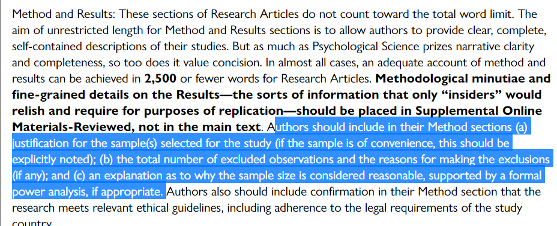 Method and Results: These sections of Research Articles do not count toward the total word limit. The
aim of unrestricted length for Method and Results sections is to allow authors to provide clear, complete,
self-contained descriptions of their studies. But as much as Psychological Science prizes narrative clarity
and completeness, so too does it value concision. In almost all cases, an adequate account of method and
results can be achieved in 2,500 or fewer words for Research Articles. Methodological minutiae and
fine-grained details on the Results—the sorts of information that only “insiders” would
relish and require for purposes of replication—should be placed in Supplemental Online
Materials-Reviewed, not in the main text. Authors should include in their Method sections (a)
justification for the sample(s) selected for the study (if the sample is of convenience, this should be
explicitly noted); (b) the total number of excluded observations and the reasons for making the exclusions
(if any); and (c) an explanation as to why the sample size is considered reasonable, supported by a formal
power analysis, if appropriate. Authors also should include confirmation in their Method section that the
research meets relevant ethical guidelines, including adherence to the legal requirements of the study
country